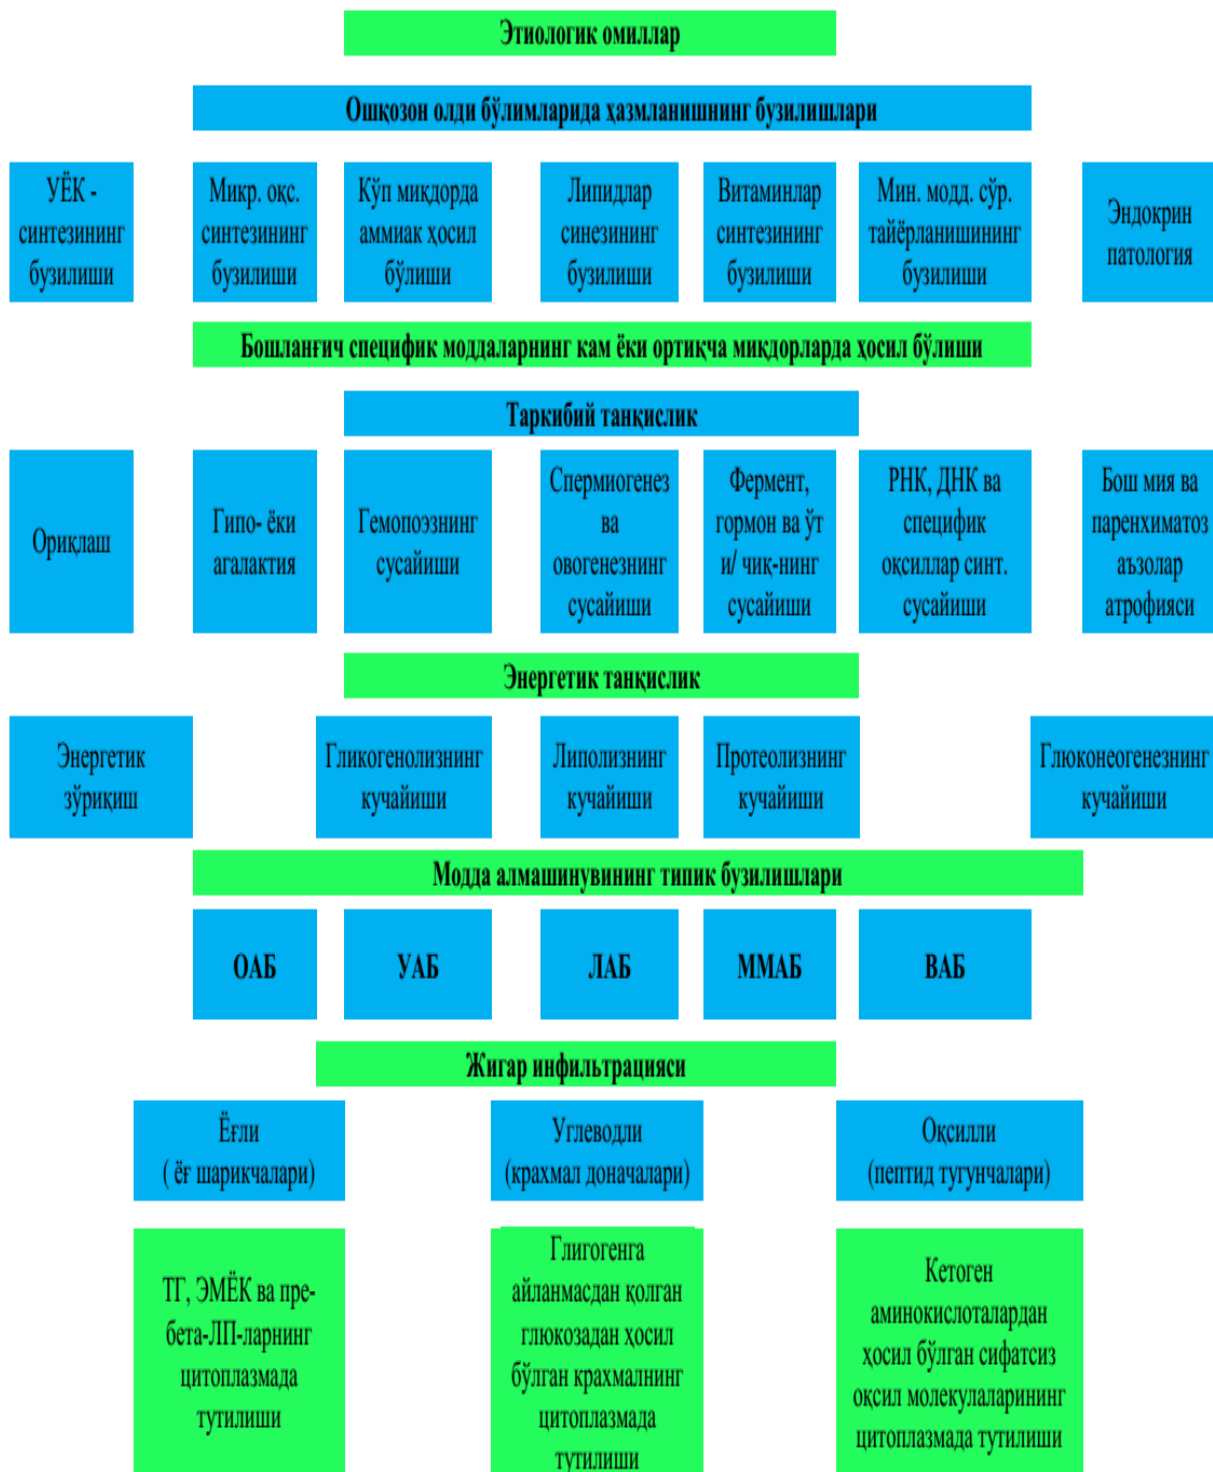 Этиологик омиллар
Ошқозон олди бўлимларида ҳазмланишнинг бузилишлари
УЁК -
синтезининг
бузилиши
Микр. оқс.
синтезининг
бузилиши
Кўп микдорда
аммиак ҳосил
бўлиши
Липидлар
синезининг
бузилиши
Витаминлар
синтезининг
бузилиши
Мин. модд. сўр.
тайёрланишининг
бузилиши
Эндокрин
патология
Бошланғич специфик моддаларнинг кам ёки ортиқча микдорларда ҳосил бўлиши
Таркибий танқислик
Ориқлаш
Гипо- ёки
агалактия
Гемопоэзнинг
сусайиши
Спермиогенез
ва
овогенезнинг
сусайиши
Фермент,
гормон ва ўт
и/ чиқ-нинг
сусайиши
РНК, ДНК ва
специфик
оқсиллар синт.
сусайиши
Бош мия ва
паренхиматоз
аъзолар
атрофияси
Энергетик танқислик
Энергетик
зўриқиш
Гликогенолизнинг
кучайиши
Липолизнинг
кучайиши
Протеолизнинг
кучайиши
Глюконеогенезнинг
кучайиши
Модда алмашинувининг типик бузилишлари
ОАБ
УАБ
ЛАБ
ММАБ
ВАБ
Жигар инфильтрацияси
Ёғли
( ёғ шарикчалари)
Углеводли
(крахмал доначалари)
Оқсилли
(пептид тугунчалари)
ТГ, ЭМЁК ва пре-
бета-ЛП-ларнинг
цитоплазмада
тутилиши
Глигогенга
айланмасдан қолган
глюкозадан ҳосил
бўлган крахмалнинг
цитоплазмада
тутилиши
Кетоген
аминокислоталардан
ҳосил бўлган сифатсиз
оқсил молекулаларининг
цитоплазмада тутилиши